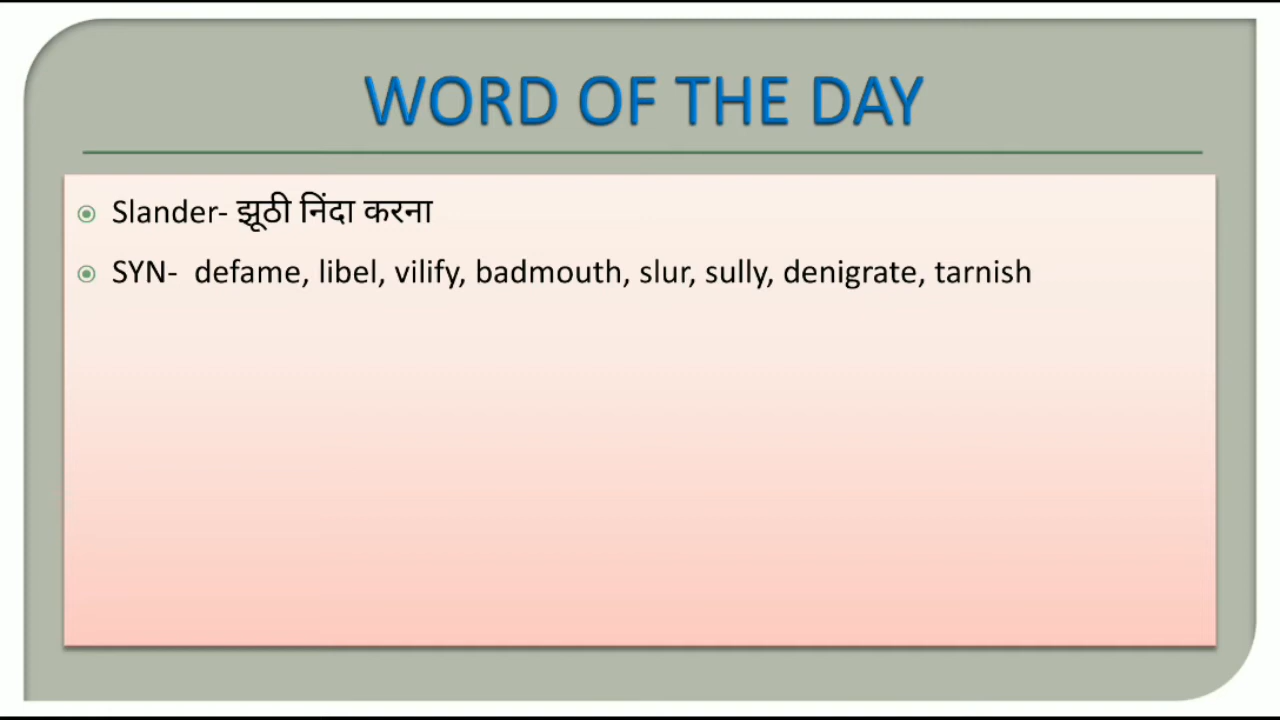 WORD OF THE DAY
Slander- झूठी निंदा करना
SYN- defame, libel, vilify, badmouth, slur, sully, denigrate, tarnish